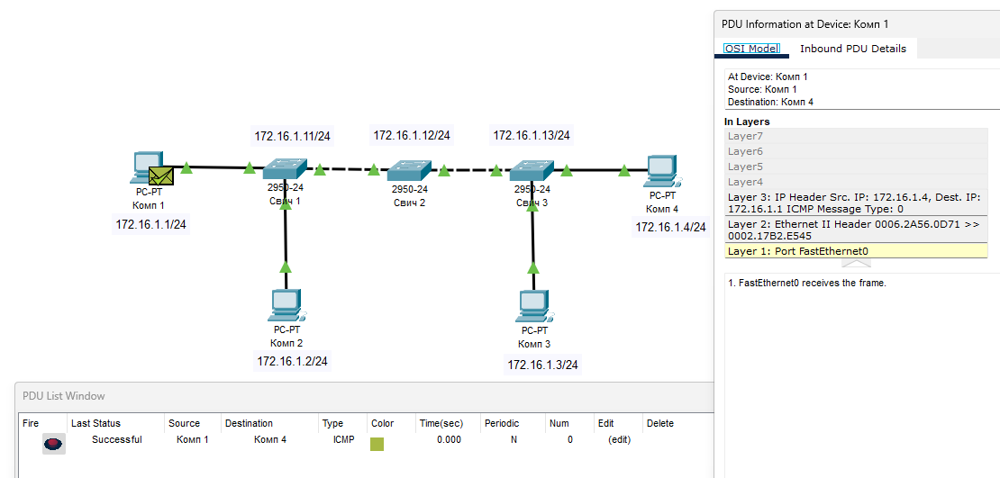 PDU Information at Device: Комп 1
OSI Model
Inbound PDU Details
At Device: Комп 1
Source: Комп 1
Destination: Комп 4
In Layers
Layer7
Layer6
Layer5
Layer4
Layer 3: IP Header Src. IP: 172.16.1.4, Dest. IP:
172.16.1.1 ICMP Message Type: 0
Layer 2: Ethernet II Header 0006.2A56.0D71 >>
0002.17B2.E545
Layer 1: Port FastEthernet0
1. FastEthernet0 receives the frame.
172.16.1.11/24
172.16.1.12/24
172.16.1.13/24
PC-PT
Комп 1
172.16.1.1/24
2950-24
Свич 1
2950-24
Свич 2
2950-24
Свич 3
PC-PT
Комп 4
172.16.1.4/24
PC-PT
Комп 2
172.16.1.2/24
PC-PT
Комп 3
172.16.1.3/24
PDU List Window
Fire Last Status Source Destination Type Color Time(sec) Periodic Num Edit Delete
Successful Комп 1 Комп 4 ICMP 0.000 N 0 (edit)